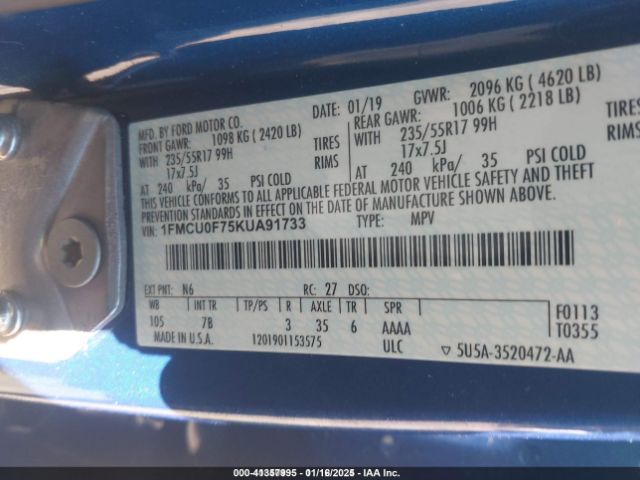 MFD. BY FORD MOTOR CO.
DATE: 01/19
GVWR: 2096 KG ( 4620 LB)
FRONT GAWR: 1098 KG ( 2420 LB)
REAR GAWR: 1006 KG ( 2218 LB)
WITH 235/55R17 99H TIRES
WITH 235/55R17 99H TIRES
17x7.5J RIMS
17x7.5J RIMS
AT 240 kPa/ 35 PSI COLD
AT 240 kPa/ 35 PSI COLD
THIS VEHICLE CONFORMS TO ALL APPLICABLE FEDERAL MOTOR VEHICLE SAFETY AND THEFT
PREVENTION STANDARDS IN EFFECT ON THE DATE OF MANUFACTURE SHOWN ABOVE.
VIN: 1FMCU0F75KUA91733
TYPE: MPV
EXT PNT: N6 RC: 27 DSO:
WB INT TR TP/PS R AXLE TR SPR
105 7B 3 35 6 AAAA
F0113
T0355
MADE IN U.S.A. 1201901153575 ULC
▽ 5U5A-3520472-AA
000-41357995 - 01/16/2025 - IAA Inc.